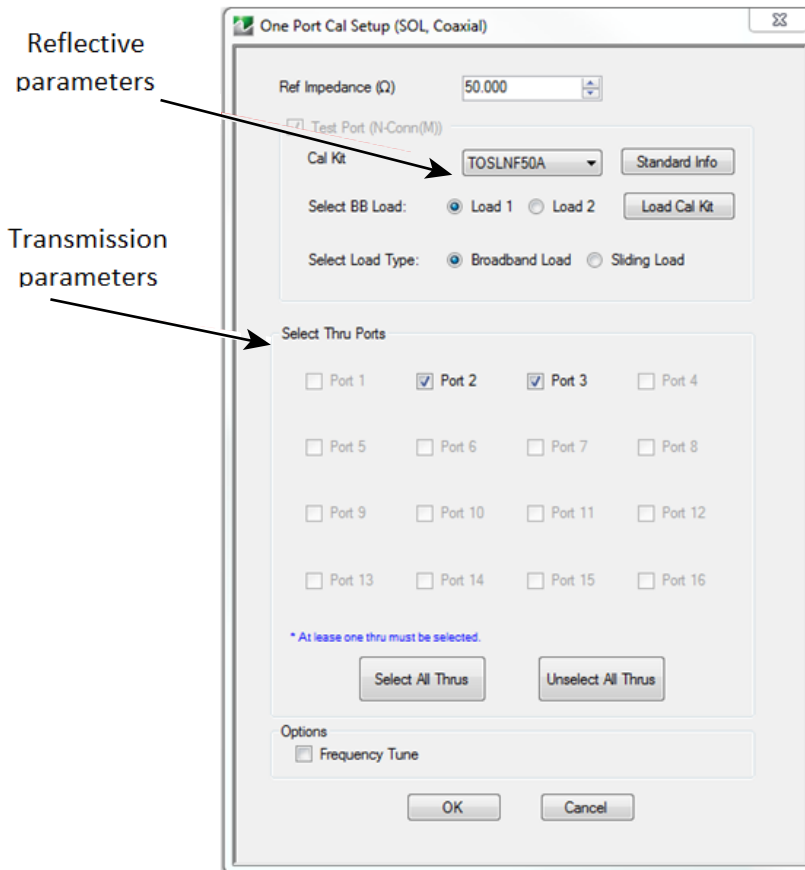 One Port Cal Setup (SOL, Coaxial)
Reflective
parameters
Ref Impedance (Ω) 50.000
Test Port (N-Conn(M))
Cal Kit TOSLNF50A Standard Info
Select BB Load: Load 1 Load 2 Load Cal Kit
Transmission
parameters
Select Load Type: Broadband Load Sliding Load
Select Thru Ports
Port 1 Port 2 Port 3 Port 4
Port 5 Port 6 Port 7 Port 8
Port 9 Port 10 Port 11 Port 12
Port 13 Port 14 Port 15 Port 16
* At lease one thru must be selected.
Select All Thrus Unselect All Thrus
Options
Frequency Tune
OK Cancel